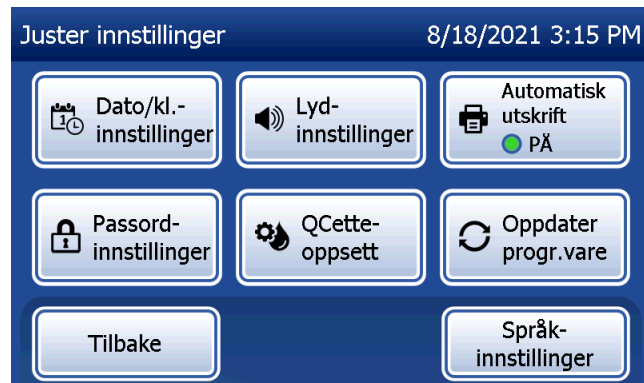 Juster innstillinger 8/18/2021 3:15 PM
Dato/kl.-
innstillinger
Lyd-
innstillinger
Automatisk
utskrift
PÄ
Passord-
innstillinger
QCette-
oppsett
Oppdater
progr.vare
Tilbake
Språk-
innstillinger